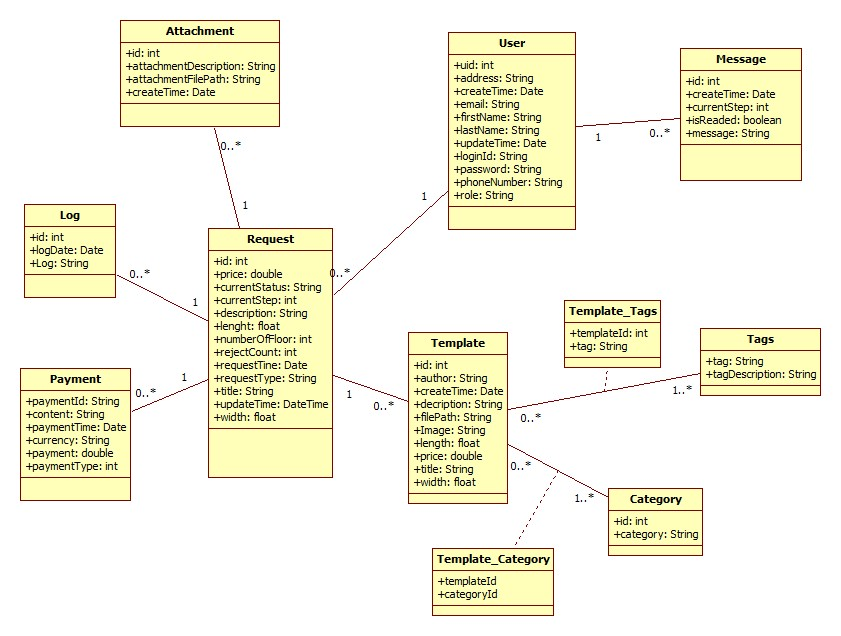 Attachment
+id: int
+attachmentDescription: String
+attachmentFilePath: String
+createTime: Date
User
+uid: int
+address: String
+createTime: Date
+email: String
+firstName: String
+lastName: String
+updateTime: Date
+loginId: String
+password: String
+phoneNumber: String
+role: String
Message
+id: int
+createTime: Date
+currentStep: int
+isReaded: boolean
+message: String
1
0..*
0..*
1
1
0..*
Log
+id: int
+logDate: Date
+Log: String
0..*
1
Request
+id: int
+price: double
+currentStatus: String
+currentStep: int
+description: String
+lenght: float
+numberOfFloor: int
+rejectCount: int
+requestTine: Date
+requestType: String
+title: String
+updateTime: DateTime
+width: float
Payment
+paymentId: String
+content: String
+paymentTime: Date
+currency: String
+payment: double
+paymentType: int
0..*
1
1
0..*
Template
+id: int
+author: String
+createTime: Date
+decription: String
+filePath: String
+Image: String
+length: float
+price: double
+title: String
+width: float
Template_Tags
+templateId: int
+tag: String
Tags
+tag: String
+tagDescription: String
0..*
1..*
0..*
1..*
Category
+id: int
+category: String
Template_Category
+templateId
+categoryId